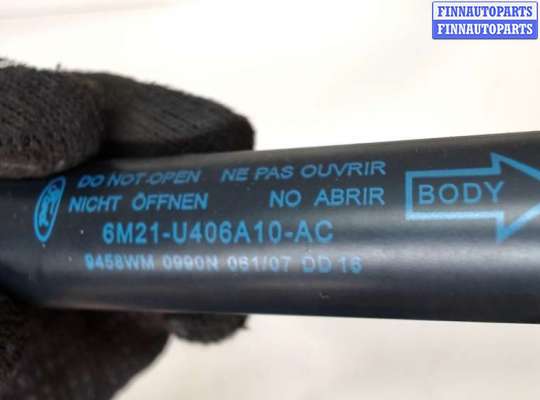 FINNAUTOPARTS
FINNAUTOPARTS
DO NOT OPEN NE PAS OUVRIR
NICHT ÖFFNEN NO ABRIR
BODY
6M21-U406A10-AC
9458WM 0990N 061/07 DD 16